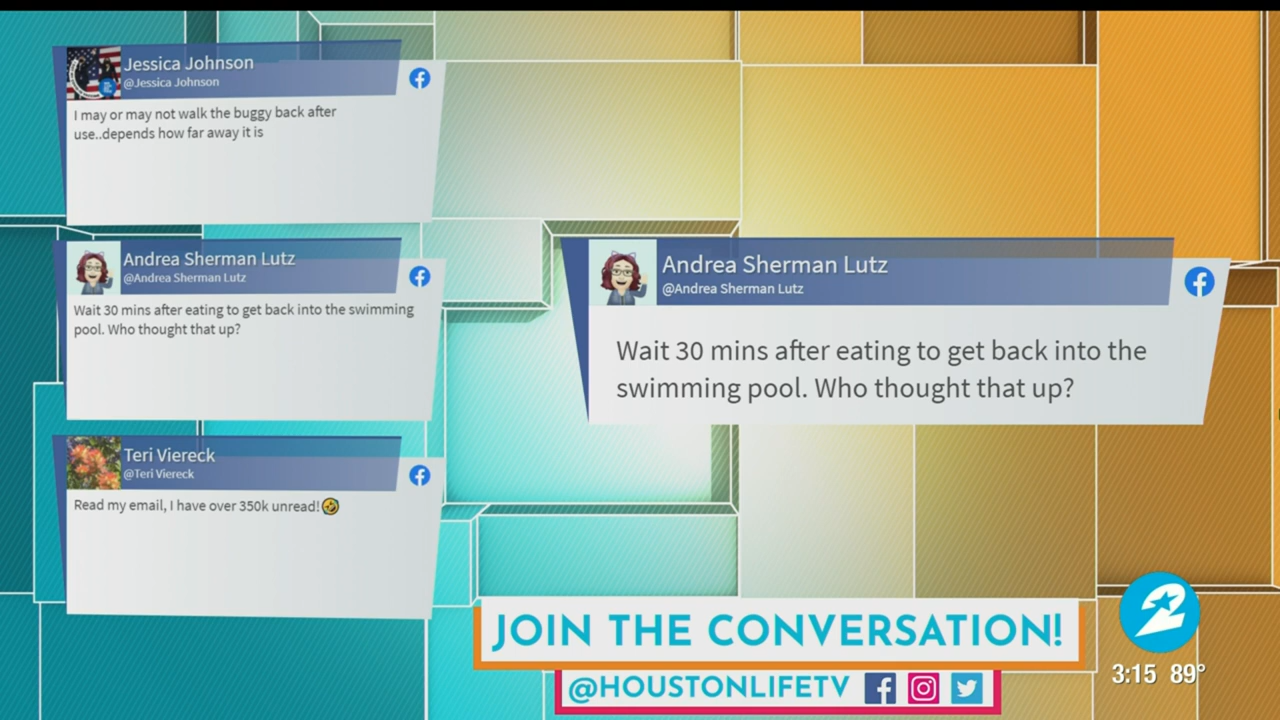 Jessica Johnson
@Jessica Johnson
I may or may not walk the buggy back after
use..depends how far away it is
Andrea Sherman Lutz
@Andrea Sherman Lutz
Wait 30 mins after eating to get back into the swimming
pool. Who thought that up?
Teri Viereck
@Teri Viereck
Read my email, I have over 350k unread!🤣
Andrea Sherman Lutz
@Andrea Sherman Lutz
Wait 30 mins after eating to get back into the
swimming pool. Who thought that up?
JOIN THE CONVERSATION!
@HOUSTONLIFETV
2
3:15 89°